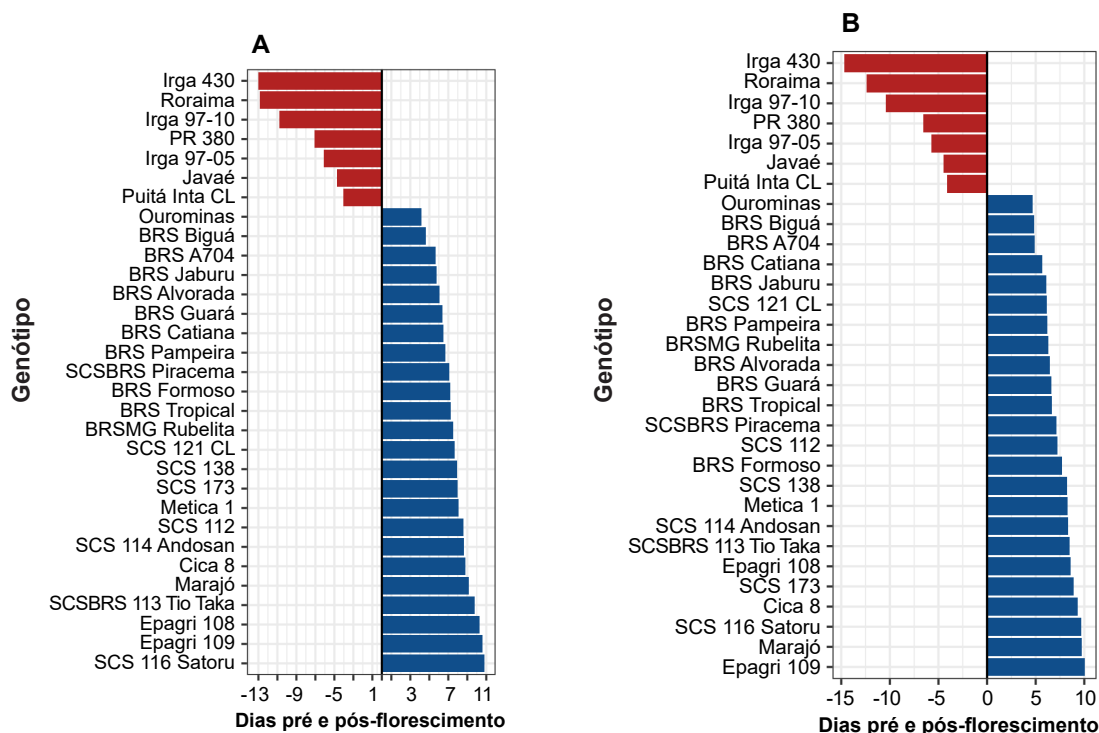 A
Genótipo
Irga 430
Roraima
Irga 97-10
PR 380
Irga 97-05
Javaé
Puitá Inta CL
Ourominas
BRS Biguá
BRS A704
BRS Jaburu
BRS Alvorada
BRS Guará
BRS Catiana
BRS Pampeira
SCSBRS Piracema
BRS Formoso
BRS Tropical
BRSMG Rubelita
SCS 121 CL
SCS 138
SCS 173
Metica 1
SCS 112
SCS 114 Andosan
Cica 8
Marajó
SCSBRS 113 Tio Taka
Epagri 108
Epagri 109
SCS 116 Satoru
-13 -9 -5 1 3 7 11
Dias pré e pós-florescimento
B
Genótipo
Irga 430
Roraima
Irga 97-10
PR 380
Irga 97-05
Javaé
Puitá Inta CL
Ourominas
BRS Biguá
BRS A704
BRS Catiana
BRS Jaburu
SCS 121 CL
BRS Pampeira
BRSMG Rubelita
BRS Alvorada
BRS Guará
BRS Tropical
SCSBRS Piracema
SCS 112
BRS Formoso
SCS 138
Metica 1
SCS 114 Andosan
SCSBRS 113 Tio Taka
Epagri 108
SCS 173
Cica 8
SCS 116 Satoru
Marajó
Epagri 109
-15 -10 -5 0 5 10
Dias pré e pós-florescimento